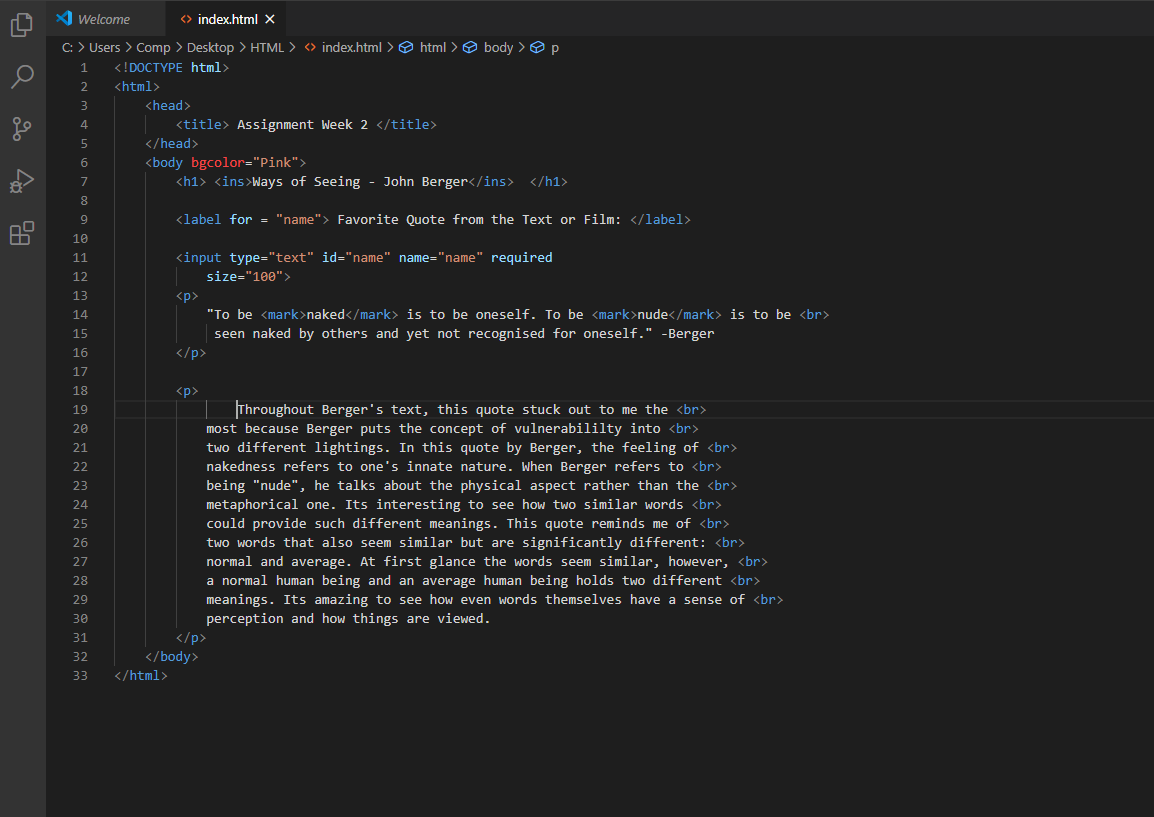 Welcome
<> index.html ×
C: > Users > Comp > Desktop > HTML > <> index.html > html > body > p
1 <!DOCTYPE html>
2 <html>
3 <head>
4 <title> Assignment Week 2 </title>
5 </head>
6 <body bgcolor="Pink">
7 <h1> <ins>Ways of Seeing - John Berger</ins>  </h1>
8
9 <label for = "name"> Favorite Quote from the Text or Film: </label>
10
11 <input type="text" id="name" name="name" required
12 size="100">
13 <p>
14 "To be <mark>naked</mark> is to be oneself. To be <mark>nude</mark> is to be <br>
15 seen naked by others and yet not recognised for oneself." -Berger
16 </p>
17
18 <p>
19 Throughout Berger's text, this quote stuck out to me the <br>
20 most because Berger puts the concept of vulnerabililty into <br>
21 two different lightings. In this quote by Berger, the feeling of <br>
22 nakedness refers to one's innate nature. When Berger refers to <br>
23 being "nude", he talks about the physical aspect rather than the <br>
24 metaphorical one. Its interesting to see how two similar words <br>
25 could provide such different meanings. This quote reminds me of <br>
26 two words that also seem similar but are significantly different: <br>
27 normal and average. At first glance the words seem similar, however, <br>
28 a normal human being and an average human being holds two different <br>
29 meanings. Its amazing to see how even words themselves have a sense of <br>
30 perception and how things are viewed.
31 </p>
32 </body>
33 </html>